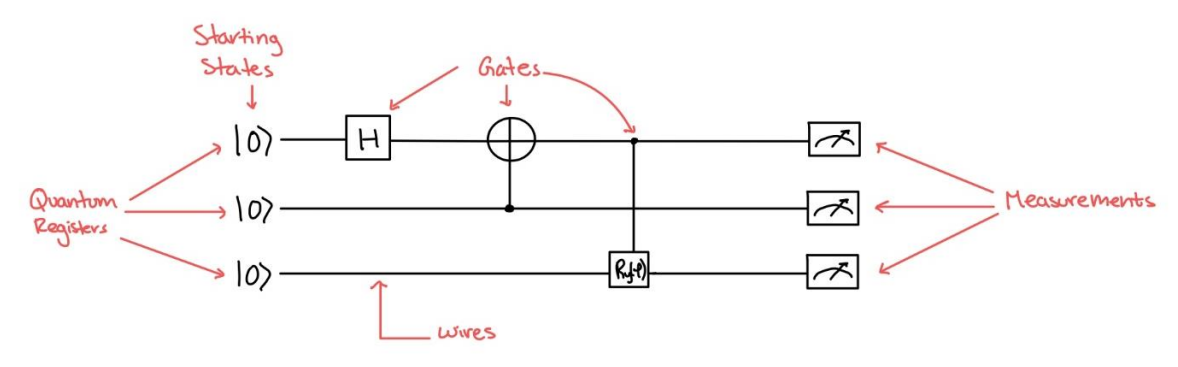 Starting
States
Gates
|0⟩
H
Quantum
Registers
|0⟩
Measurements
|0⟩
wires